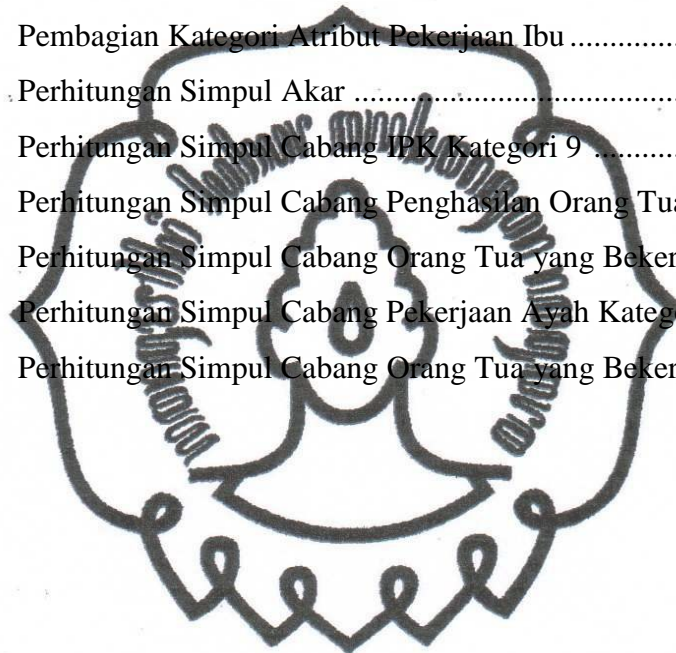 Pembagian Kategori Atribut Pekerjaan Ibu ...............
Perhitungan Simpul Akar .......................................
Perhitungan Simpul Cabang IPK Kategori 9 ............
Perhitungan Simpul Cabang Penghasilan Orang Tua
Perhitungan Simpul Cabang Orang Tua yang Beker
Perhitungan Simpul Cabang Pekerjaan Ayah Katego
Perhitungan Simpul Cabang Orang Tua yang Beker